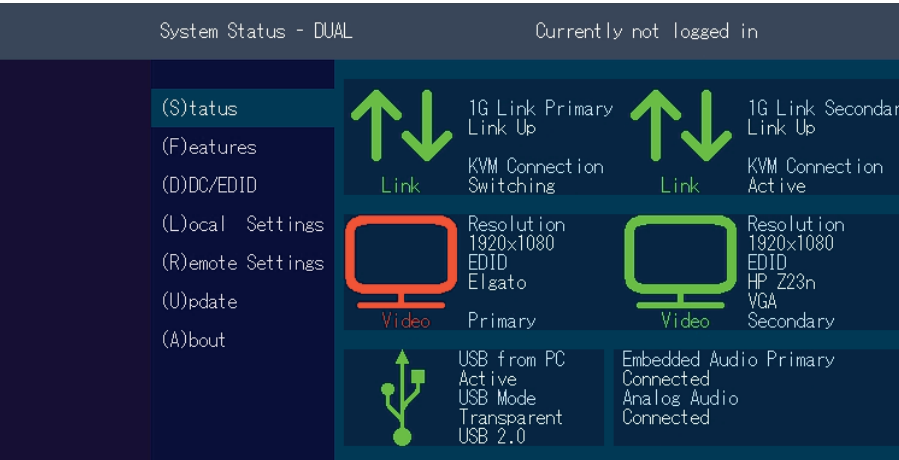 System Status - DUAL
Currently not logged in
(S)tatus
(F)eatures
(D)DC/EDID
(L)ocal Settings
(R)emote Settings
(U)pdate
(A)bout
Link
1G Link Primary
Link Up
KVM Connection
Switching
Link
1G Link Secondar
Link Up
KVM Connection
Active
Video
Resolution
1920x1080
EDID
Elgato
Primary
Video
Resolution
1920x1080
EDID
HP Z23n
VGA
Secondary
USB from PC
Active
USB Mode
Transparent
USB 2.0
Embedded Audio Primary
Connected
Analog Audio
Connected